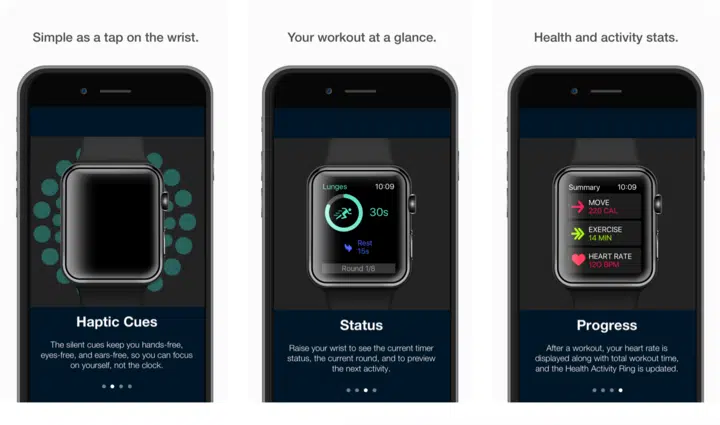 Simple as a tap on the wrist.
Haptic Cues
The silent cues keep you hands-free,
eyes-free, and ears-free, so you can focus
on yourself, not the clock.
Your workout at a glance.
Lunges 10:09
30s
Rest
15s
Round 1/6
Status
Raise your wrist to see the current timer
status, the current round, and to preview
the next activity.
Health and activity stats.
Summary 10:09
MOVE
220 CAL
EXERCISE
14 MIN
HEART RATE
120 BPM
Progress
After a workout, your heart rate is
displayed along with total workout time,
and the Health Activity Ring is updated.